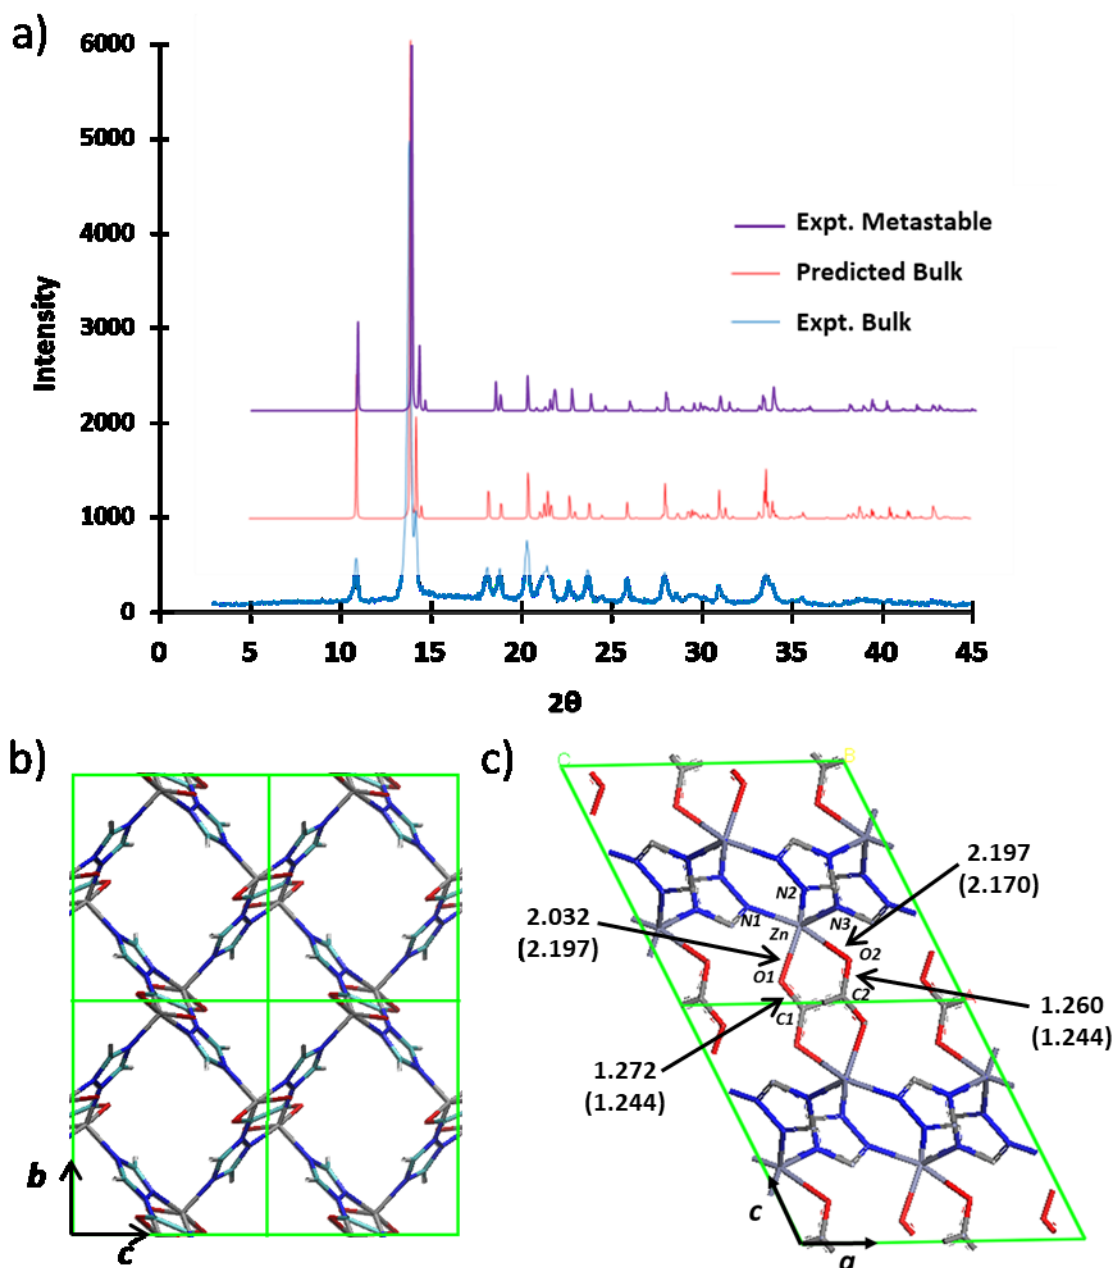 a)
6000
5000
4000
3000
2000
1000
0
Intensity
Expt. Metastable
Predicted Bulk
Expt. Bulk
0 5 10 15 20 25 30 35 40 45
2θ
b)
b
c
c)
C
B
A
2.197
(2.170)
2.032
(2.197)
N1
N2
N3
Zn
O1
O2
C1
C2
1.260
(1.244)
1.272
(1.244)
c
a